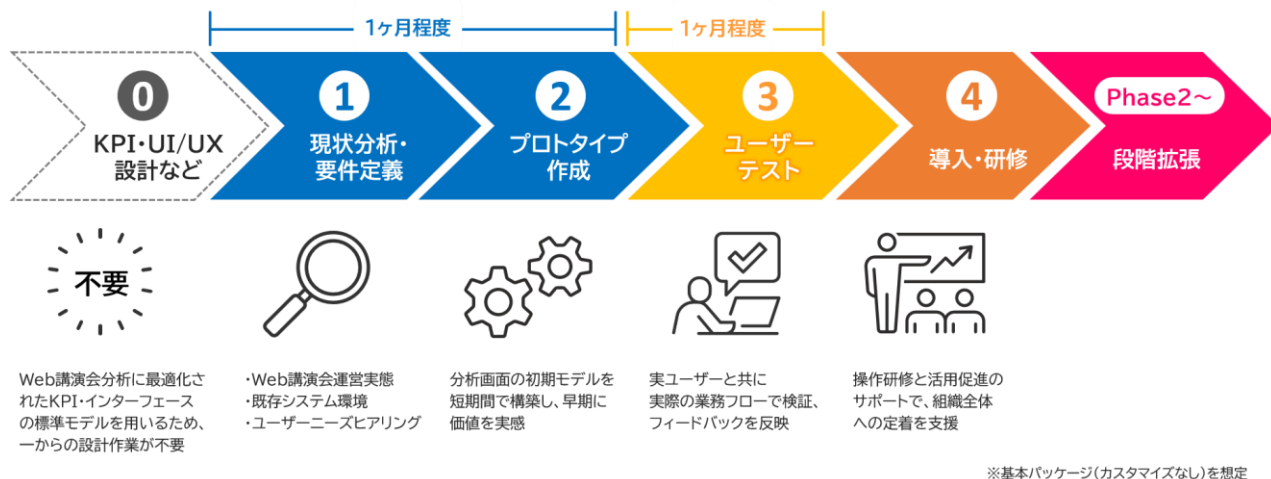 1ヶ月程度
1ヶ月程度
0
KPI・UI/UX
設計など
1
現状分析・
要件定義
2
プロトタイプ
作成
3
ユーザー
テスト
4
導入・研修
Phase2～
段階拡張
不要
Web講演会分析に最適化さ
れたKPI・インターフェース
の標準モデルを用いるため、
一からの設計作業が不要
・Web講演会運営実態
・既存システム環境
・ユーザーニーズヒアリング
分析画面の初期モデルを
短期間で構築し、早期に
価値を実感
実ユーザーと共に
実際の業務フローで検証、
フィードバックを反映
操作研修と活用促進の
サポートで、組織全体
への定着を支援
※基本パッケージ(カスタマイズなし)を想定